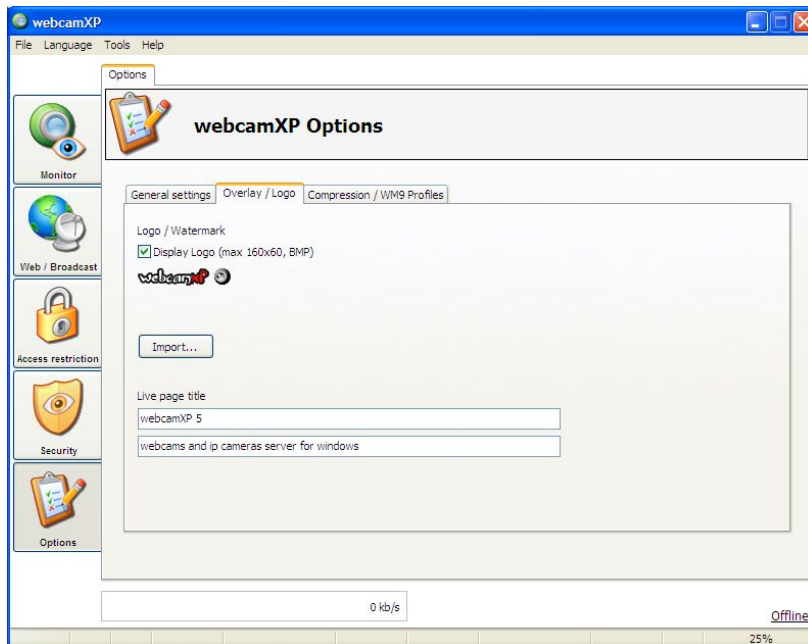 webcamXP
File Language Tools Help
Options
webcamXP Options
Monitor
Web / Broadcast
Access restriction
Security
Options
General settings Overlay / Logo Compression / WM9 Profiles
Logo / Watermark
Display Logo (max 160x60, BMP)
webcamXP
Import...
Live page title
webcamXP 5
webcams and ip cameras server for windows
0 kb/s
Offline
25%